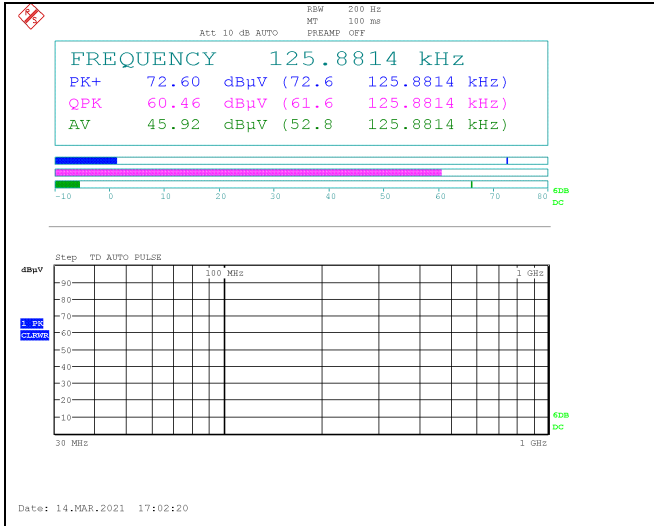 RBW 200 Hz
MT 100 ms
Att 10 dB AUTO PREAMP OFF
FREQUENCY 125.8814 kHz
PK+ 72.60 dBµV (72.6 125.8814 kHz)
QPK 60.46 dBµV (61.6 125.8814 kHz)
AV 45.92 dBµV (52.8 125.8814 kHz)
-10 0 10 20 30 40 50 60 70 80
6DB
DC
Step TD AUTO PULSE
dBµV
100 MHz 1 GHz
90
80
70
1 PK
CLRWR
60
50
40
30
20
10
6DB
DC
30 MHz 1 GHz
Date: 14.MAR.2021 17:02:20